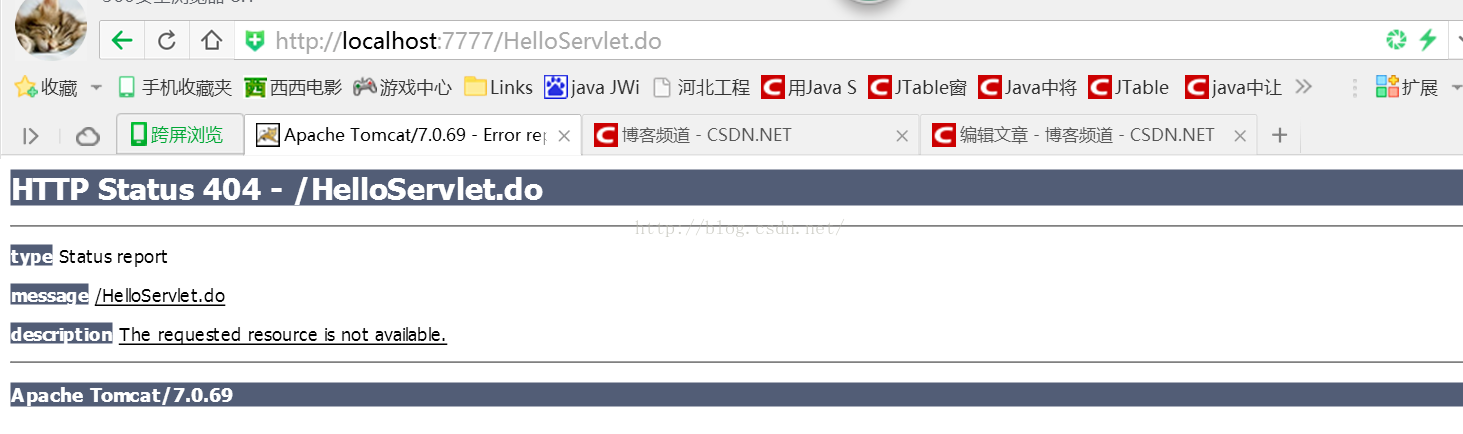 http://localhost:7777/HelloServlet.do
收藏 手机收藏夹 西西电影 游戏中心 Links java JWi 河北工程 用Java S JTable窗 Java中将 JTable java中让 扩展
跨屏浏览 Apache Tomcat/7.0.69 - Error rep 博客频道 - CSDN.NET 编辑文章 - 博客频道 - CSDN.NET
HTTP Status 404 - /HelloServlet.do
http://blog.csdn.net/
type Status report
message /HelloServlet.do
description The requested resource is not available.
Apache Tomcat/7.0.69